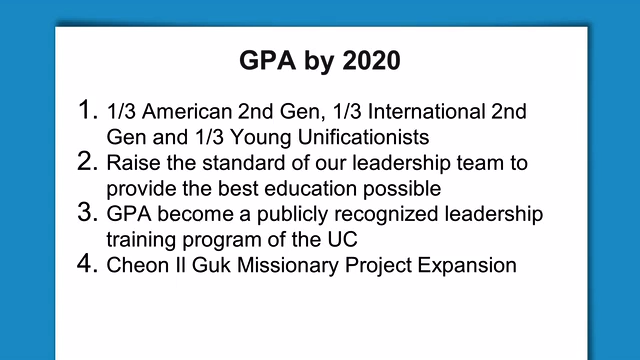 GPA by 2020
1. 1/3 American 2nd Gen, 1/3 International 2nd
Gen and 1/3 Young Unificationists
2. Raise the standard of our leadership team to
provide the best education possible
3. GPA become a publicly recognized leadership
training program of the UC
4. Cheon Il Guk Missionary Project Expansion